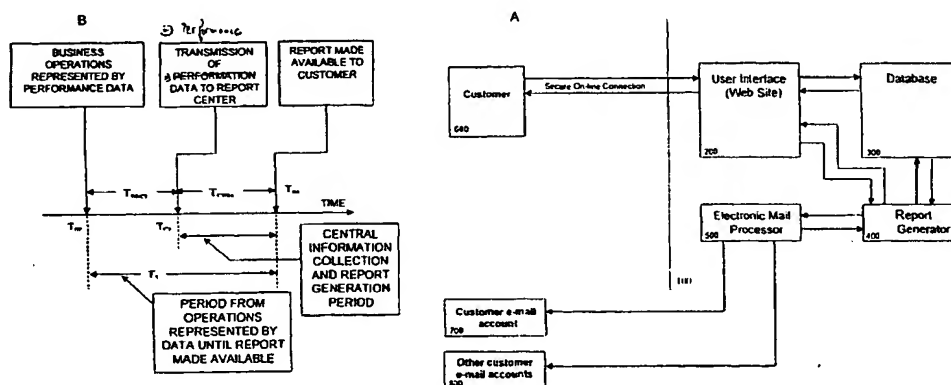 B
Performance
BUSINESS
OPERATIONS
REPRESENTED BY
PERFORMANCE DATA
TRANSMISSION
OF
PERFORMATION
DATA TO REPORT
CENTER
REPORT MADE
AVAILABLE TO
CUSTOMER
TIME
CENTRAL
INFORMATION
COLLECTION
AND REPORT
GENERATION
PERIOD
PERIOD FROM
OPERATIONS
REPRESENTED BY
DATA UNTIL REPORT
MADE AVAILABLE
A
Customer
600
Secure On-line Connection
User Interface
(Web Site)
200
Database
300
Electronic Mail
Processor
500
Report
Generator
400
100
Customer e-mail
account
700
Other customer
e-mail accounts